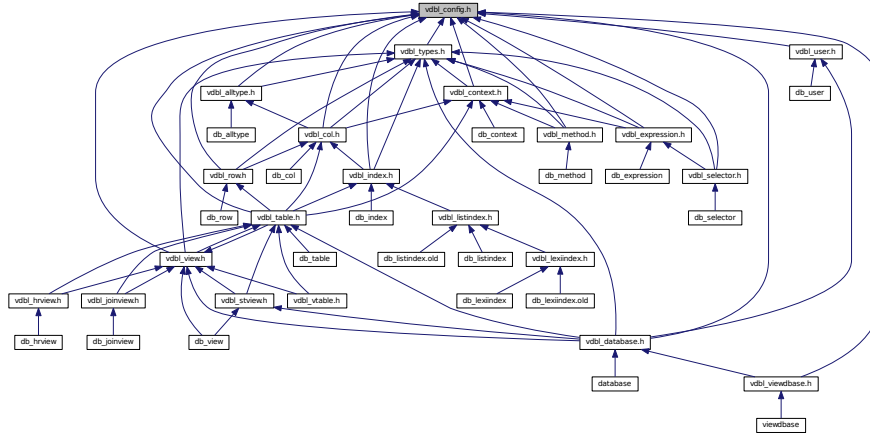 vdbl_config.h
vdbl_types.h
vdbl_user.h
vdbl_alltype.h
vdbl_context.h
db_user
db_alltype
vdbl_col.h
db_context
vdbl_method.h
vdbl_expression.h
vdbl_row.h
db_col
vdbl_index.h
db_method
db_expression
vdbl_selector.h
db_row
vdbl_table.h
db_index
vdbl_listindex.h
db_selector
vdbl_view.h
db_table
db_listindex.old
db_listindex
vdbl_lexiindex.h
vdbl_hrview.h
vdbl_joinview.h
vdbl_stview.h
vdbl_vtable.h
db_lexiindex
db_lexiindex.old
db_hrview
db_joinview
db_view
vdbl_database.h
database
vdbl_viewdbase.h
viewdbase